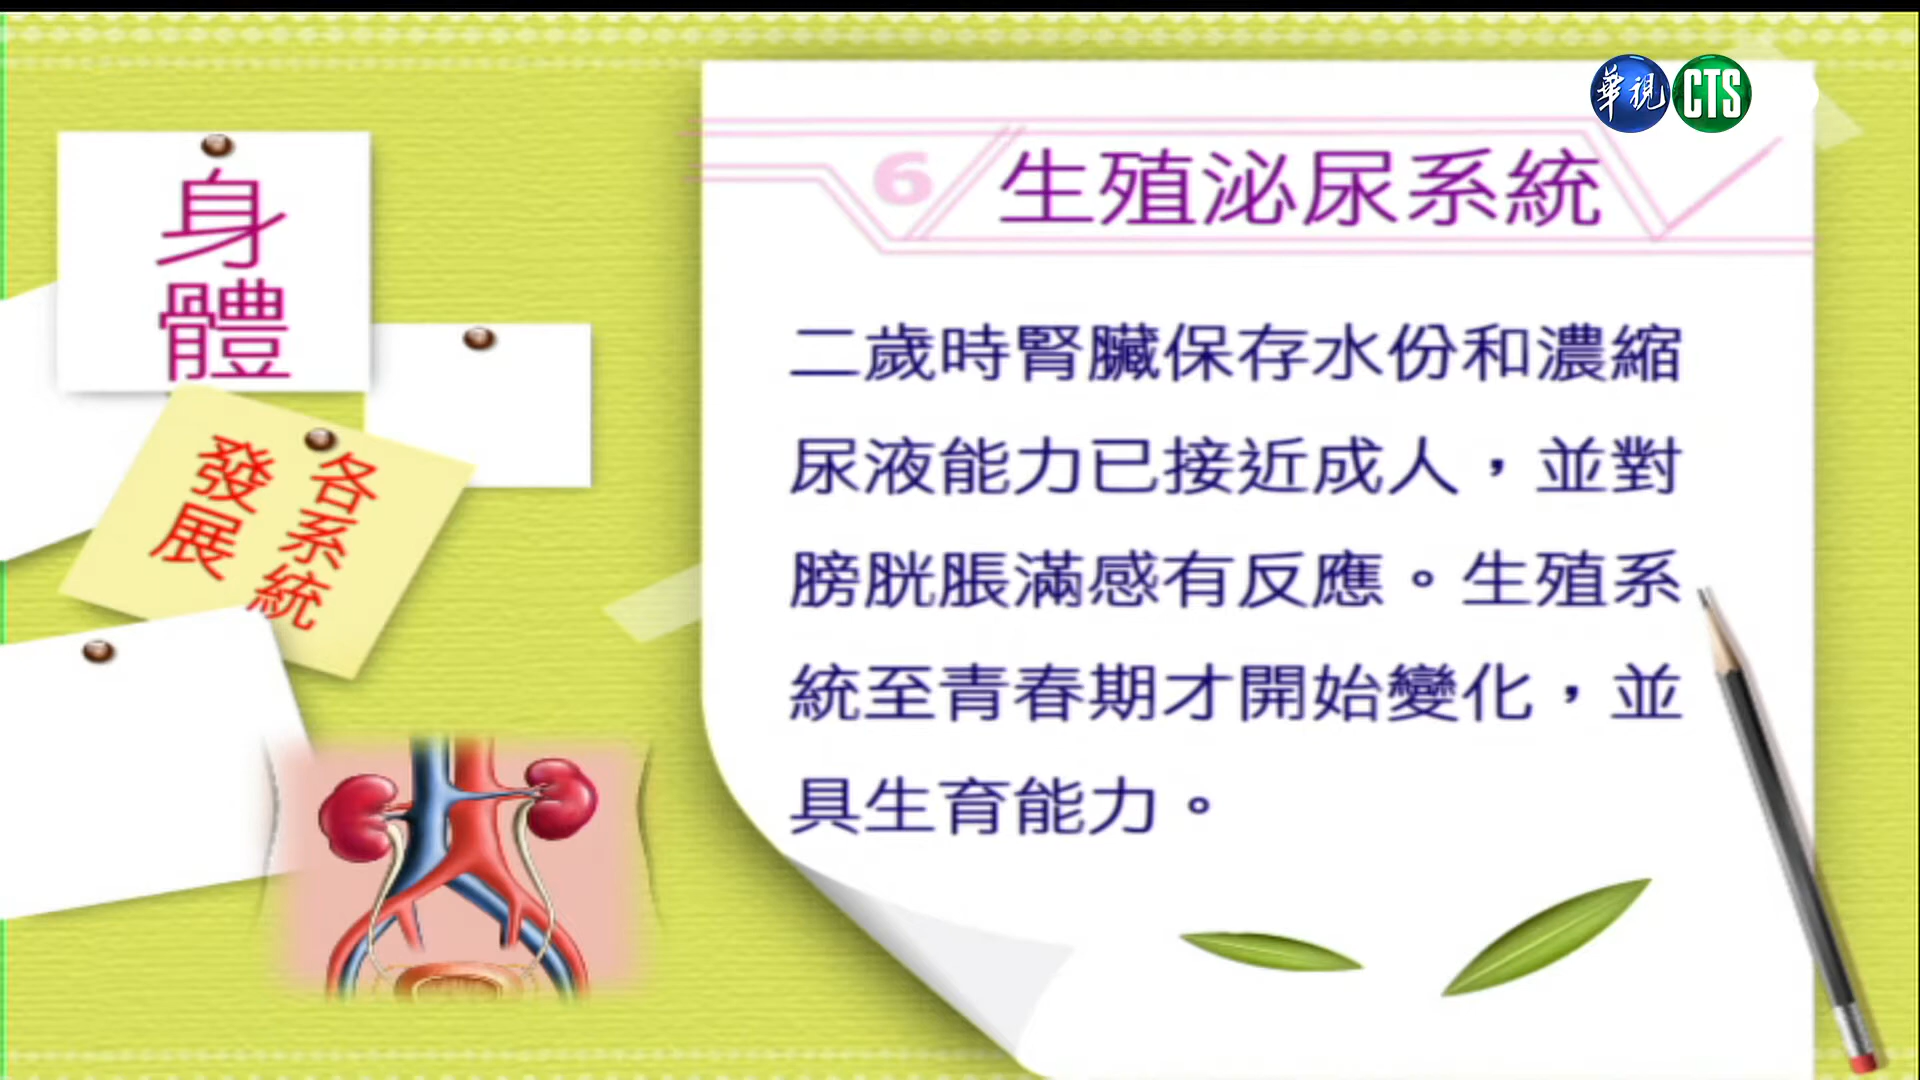 華視 CTS
身體
各系統
發展
6 生殖泌尿系統
二歲時腎臟保存水份和濃縮
尿液能力已接近成人，並對
膀胱脹滿感有反應。生殖系
統至青春期才開始變化，並
具生育能力。